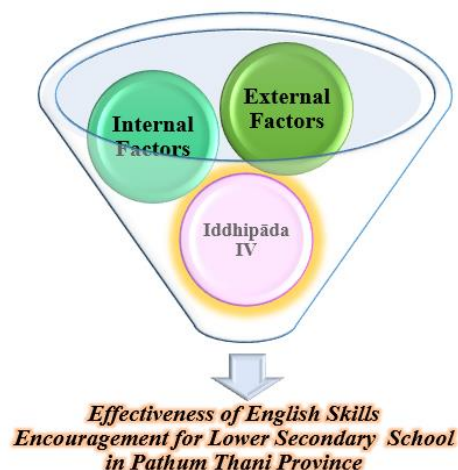 Internal
Factors
External
Factors
Iddhipāda
IV
Effectiveness of English Skills
Encouragement for Lower Secondary School
in Pathum Thani Province